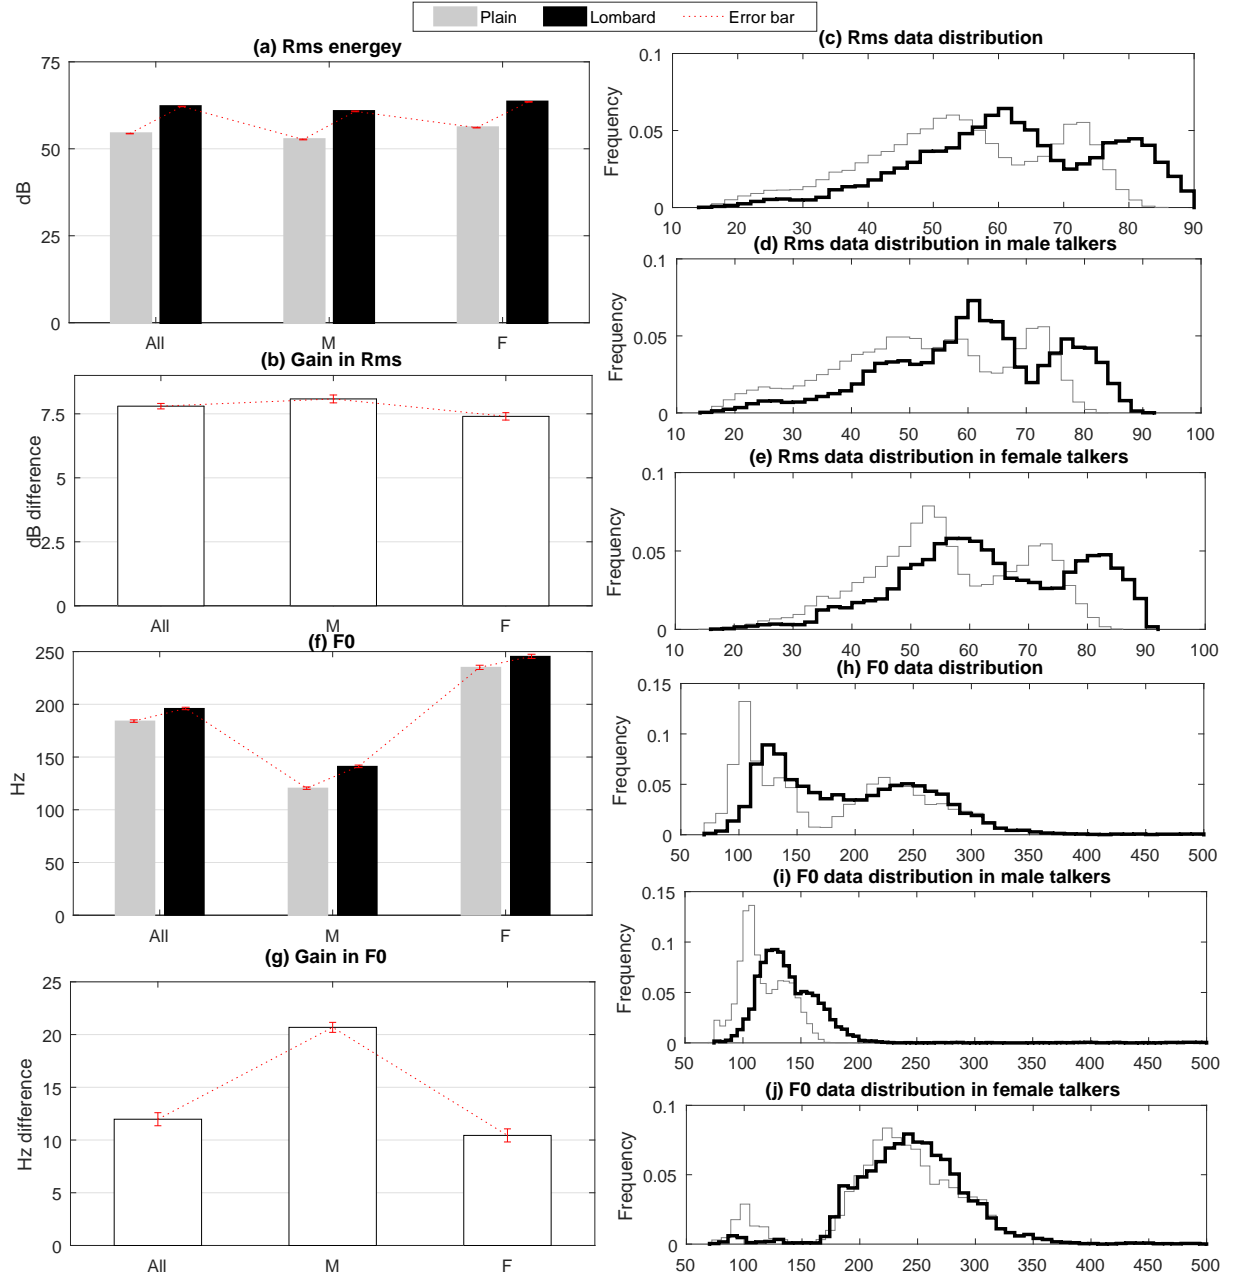 Plain Lombard Error bar
(a) Rms energey
75
50
25
0
dB
All M F
(b) Gain in Rms
7.5
5
2.5
0
dB difference
All M F
(f) F0
250
200
150
100
50
0
Hz
All M F
(g) Gain in F0
25
20
15
10
5
0
Hz difference
All M F
(c) Rms data distribution
0.1
0.05
0
Frequency
10 20 30 40 50 60 70 80 90
(d) Rms data distribution in male talkers
0.1
0.05
0
Frequency
10 20 30 40 50 60 70 80 90 100
(e) Rms data distribution in female talkers
0.1
0.05
0
Frequency
10 20 30 40 50 60 70 80 90 100
(h) F0 data distribution
0.15
0.1
0.05
0
Frequency
50 100 150 200 250 300 350 400 450 500
(i) F0 data distribution in male talkers
0.15
0.1
0.05
0
Frequency
50 100 150 200 250 300 350 400 450 500
(j) F0 data distribution in female talkers
0.1
0.05
0
Frequency
50 100 150 200 250 300 350 400 450 500